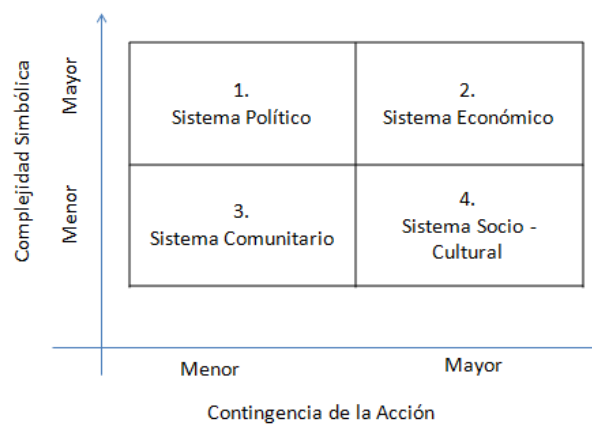 Complejidad Simbólica
Mayor
Menor
1.
Sistema Político
2.
Sistema Económico
3.
Sistema Comunitario
4.
Sistema Socio -
Cultural
Menor
Mayor
Contingencia de la Acción